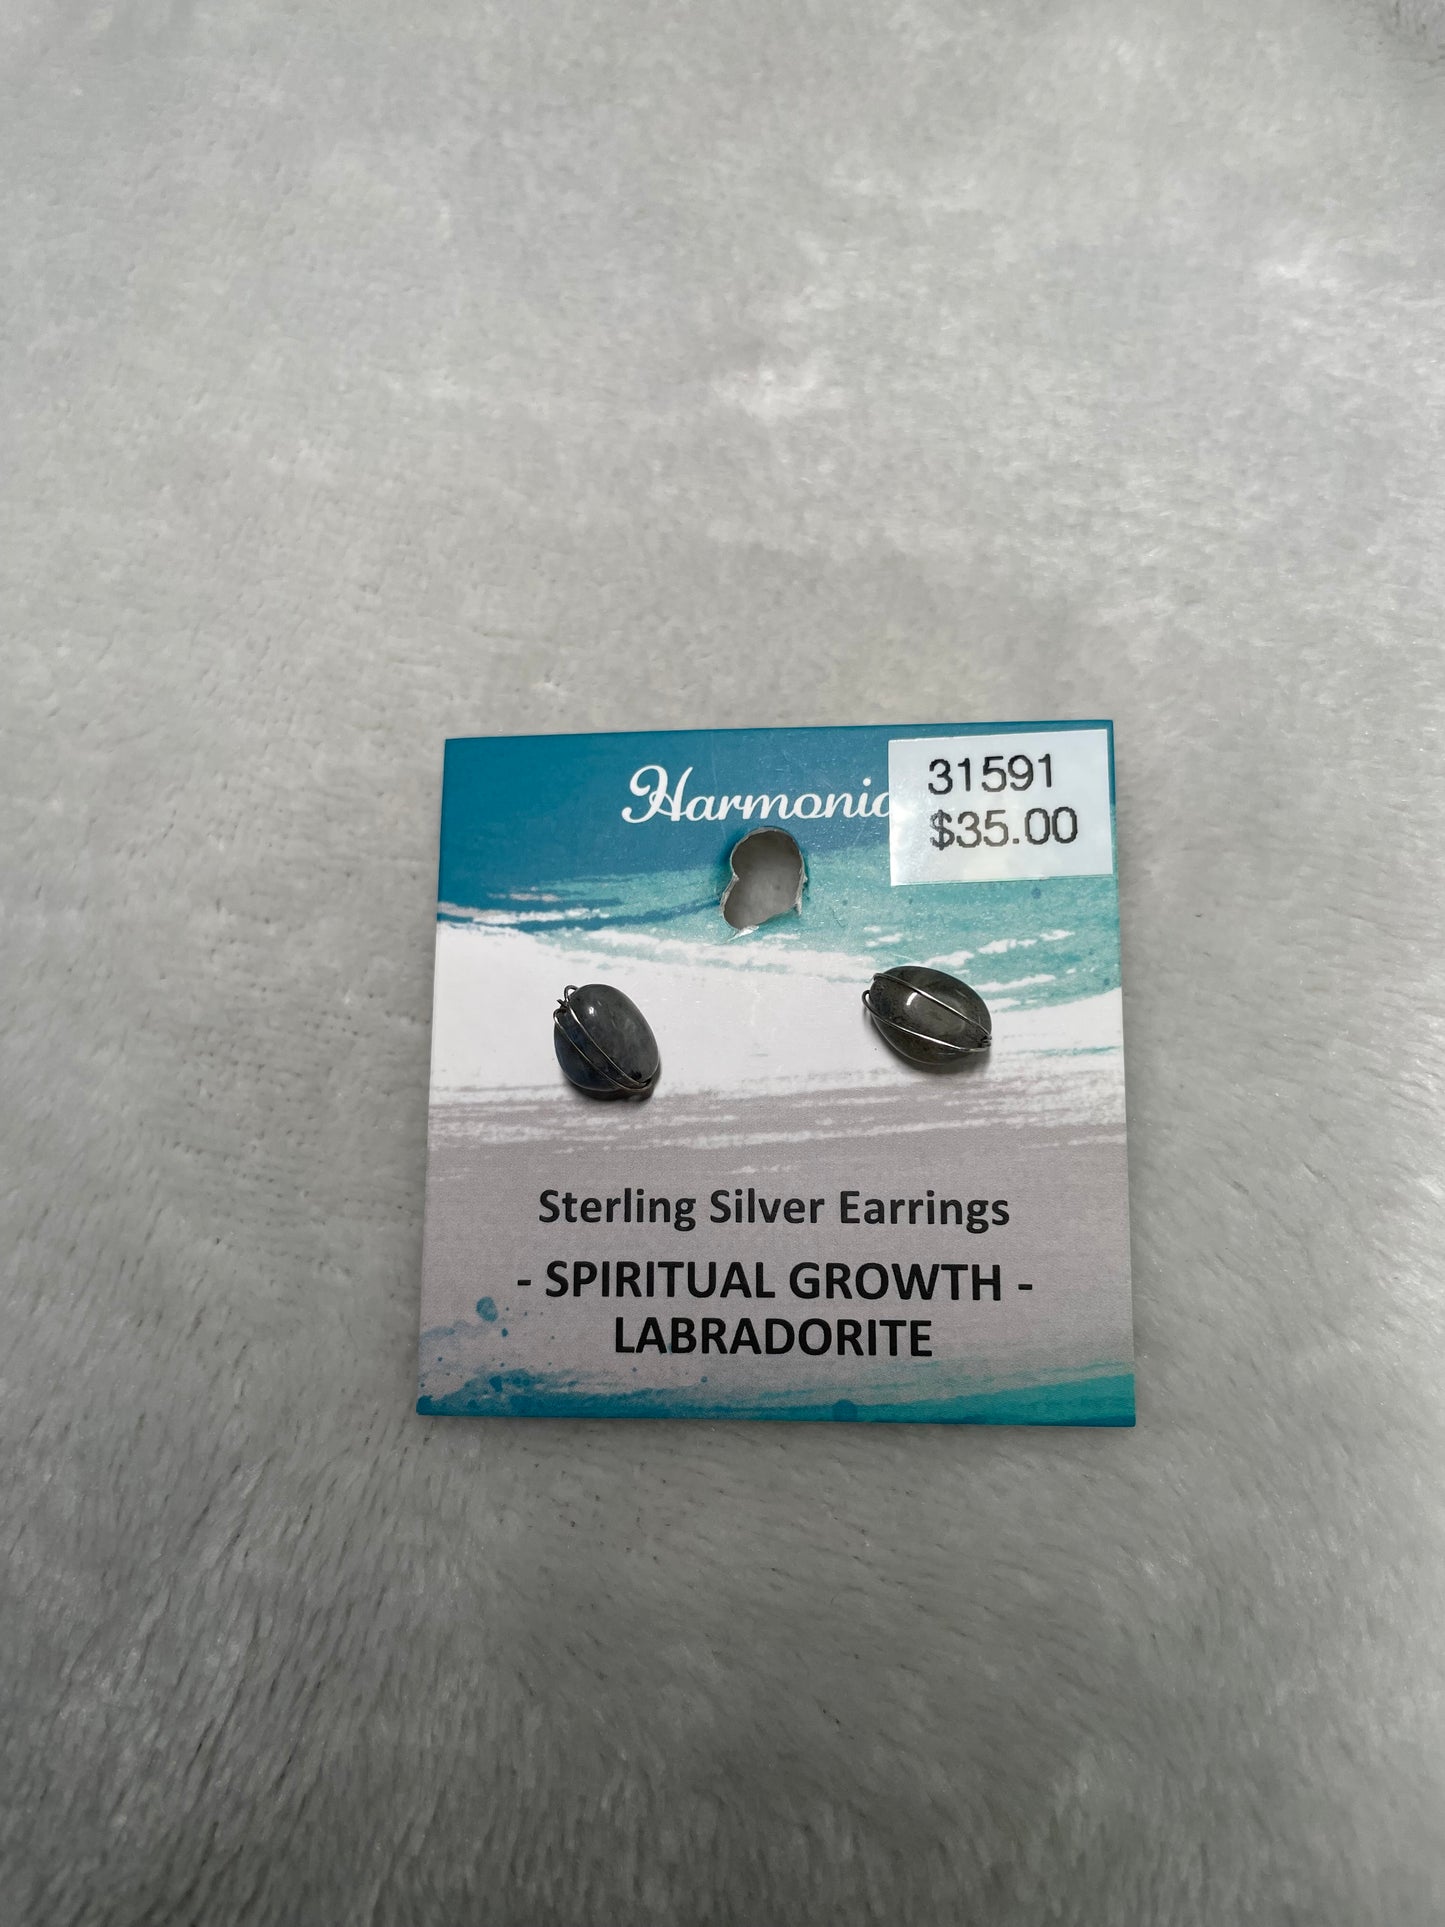 Harmonia
31591
$35.00
Sterling Silver Earrings
- SPIRITUAL GROWTH -
LABRADORITE